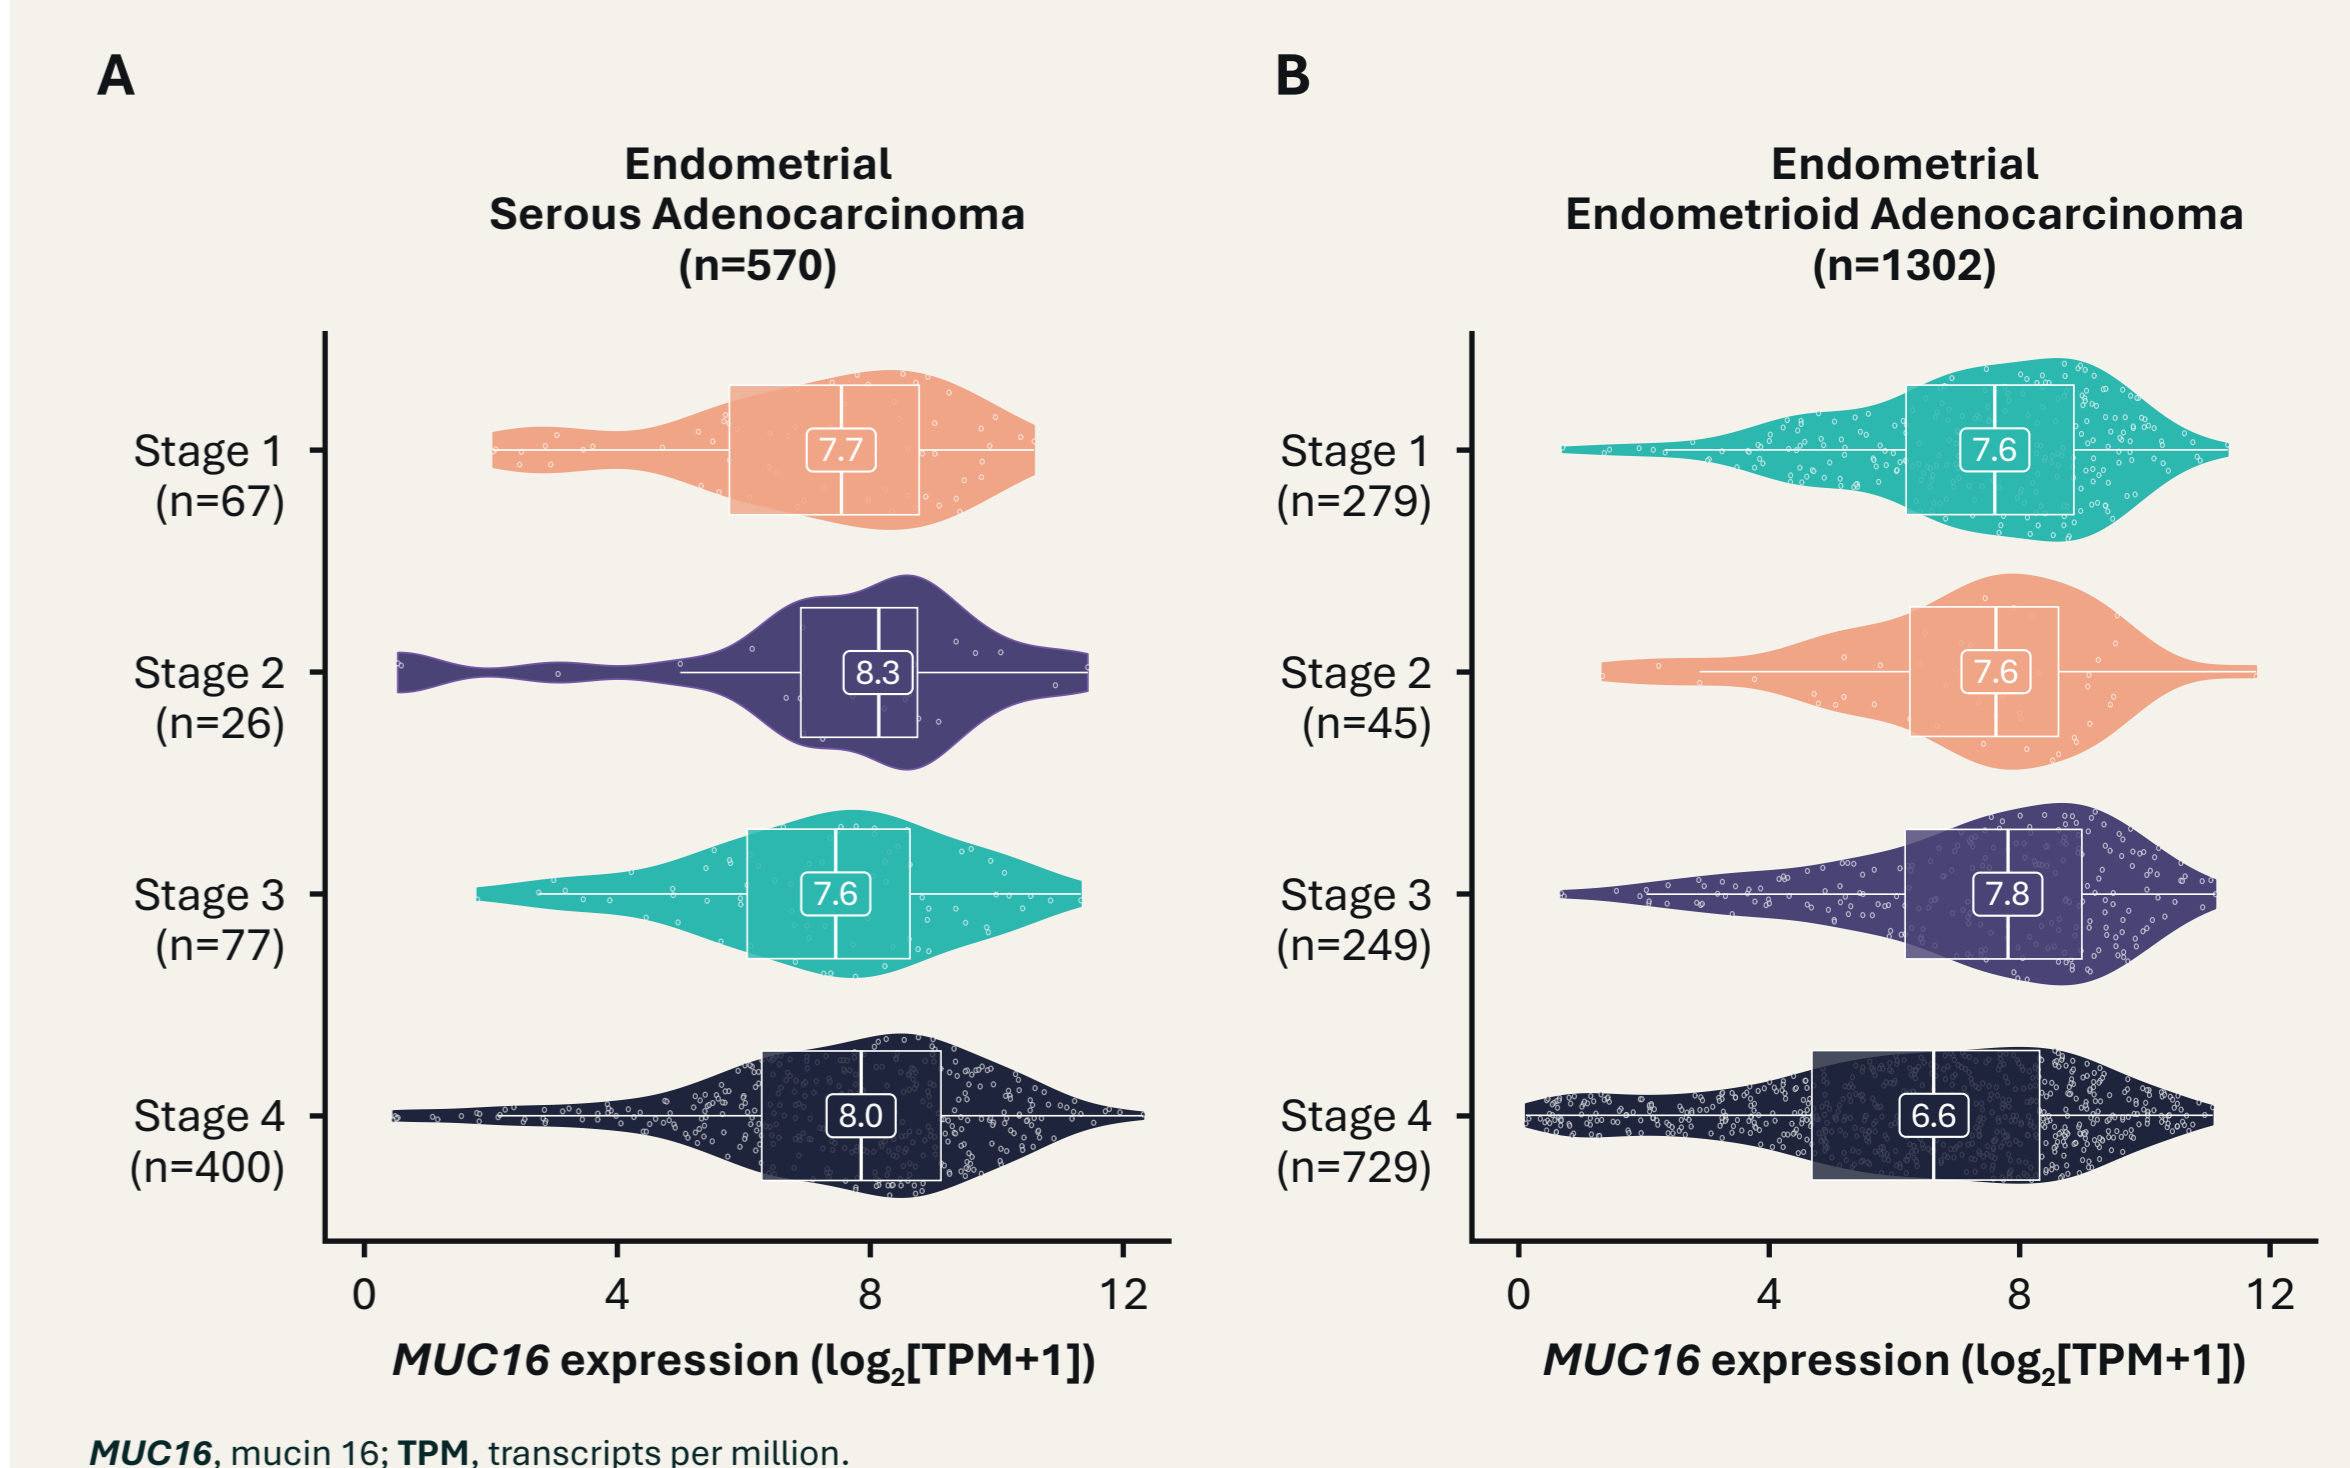 A
Endometrial
Serous Adenocarcinoma
(n=570)
Stage 1
(n=67)
7.7
Stage 2
(n=26)
8.3
Stage 3
(n=77)
7.6
Stage 4
(n=400)
8.0
0 4 8 12
MUC16 expression (log₂[TPM+1])
B
Endometrial
Endometrioid Adenocarcinoma
(n=1302)
Stage 1
(n=279)
7.6
Stage 2
(n=45)
7.6
Stage 3
(n=249)
7.8
Stage 4
(n=729)
6.6
0 4 8 12
MUC16 expression (log₂[TPM+1])
MUC16, mucin 16; TPM, transcripts per million.